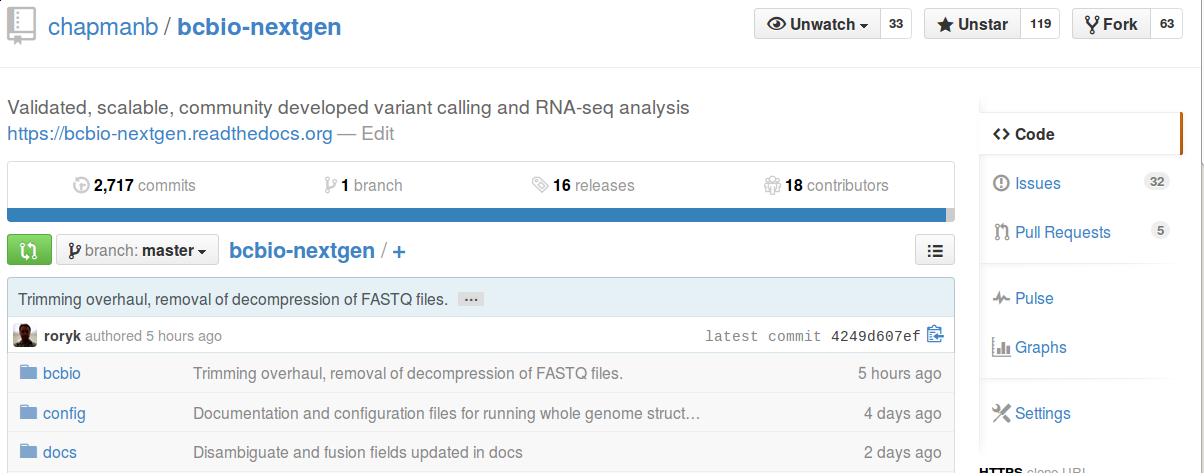 chapmanb / bcbio-nextgen
Unwatch 33 Unstar 119 Fork 63
Validated, scalable, community developed variant calling and RNA-seq analysis
https://bcbio-nextgen.readthedocs.org — Edit
2,717 commits 1 branch 16 releases 18 contributors
branch: master bcbio-nextgen / +
Trimming overhaul, removal of decompression of FASTQ files. ...
roryk authored 5 hours ago latest commit 4249d607ef
bcbio Trimming overhaul, removal of decompression of FASTQ files. 5 hours ago
config Documentation and configuration files for running whole genome struct… 4 days ago
docs Disambiguate and fusion fields updated in docs 2 days ago
Code
Issues 32
Pull Requests 5
Pulse
Graphs
Settings
HTTPS clone URL